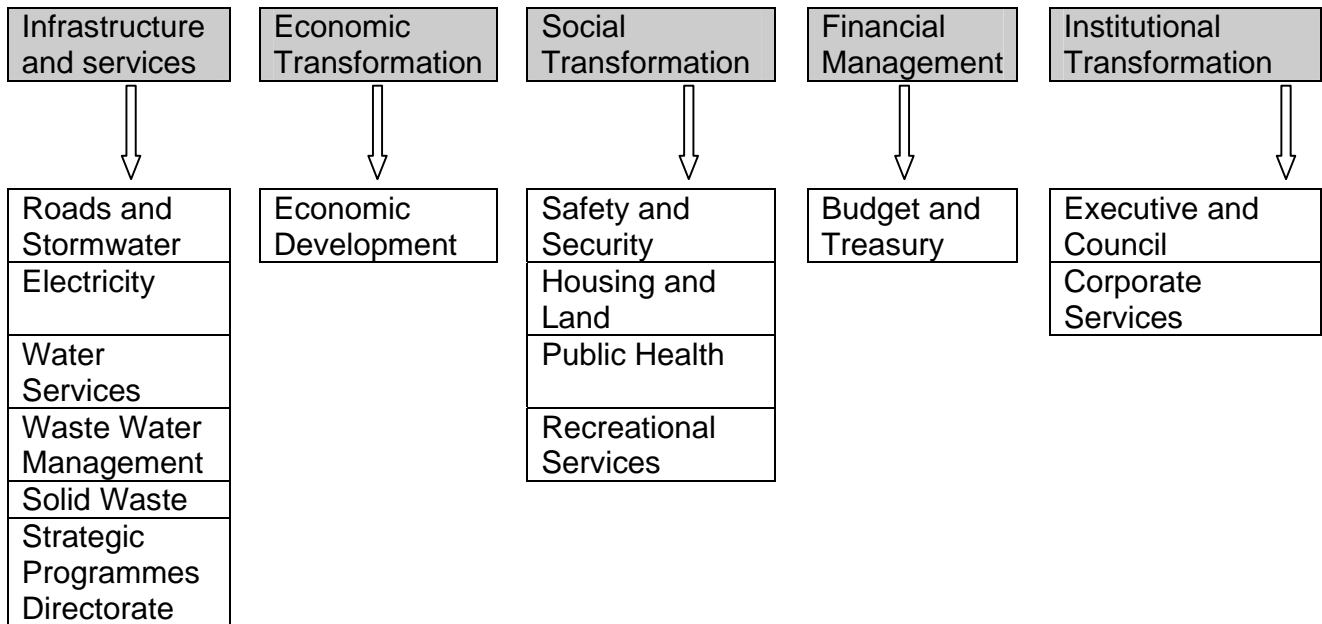 Infrastructure
and services
Economic
Transformation
Social
Transformation
Financial
Management
Institutional
Transformation
Roads and
Stormwater
Electricity
Water
Services
Waste Water
Management
Solid Waste
Strategic
Programmes
Directorate
Economic
Development
Safety and
Security
Housing and
Land
Public Health
Recreational
Services
Budget and
Treasury
Executive and
Council
Corporate
Services